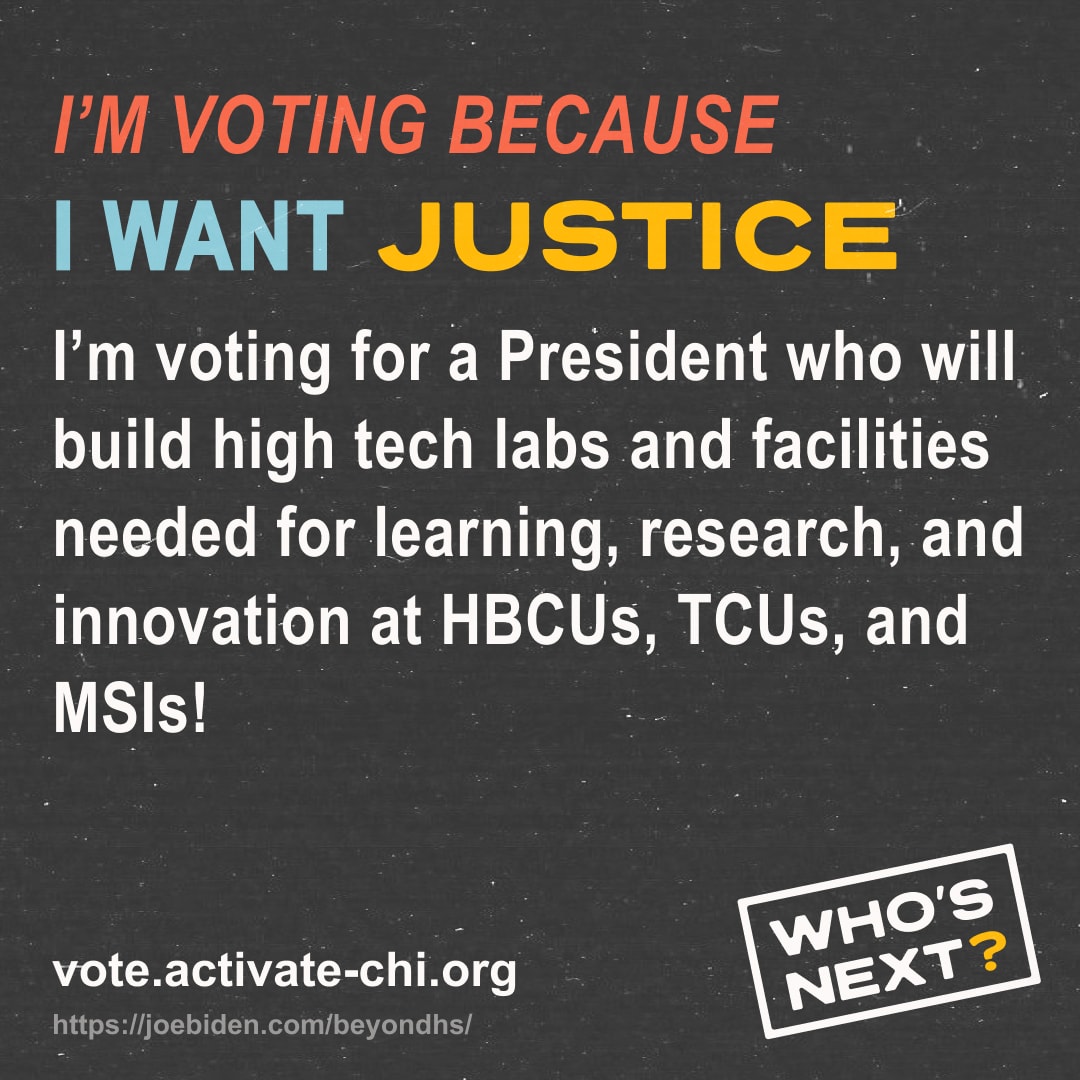 I’M VOTING BECAUSE
I WANT JUSTICE
I’m voting for a President who will
build high tech labs and facilities
needed for learning, research, and
innovation at HBCUs, TCUs, and
MSIs!
WHO’S
NEXT?
vote.activate-chi.org
https://joebiden.com/beyondhs/